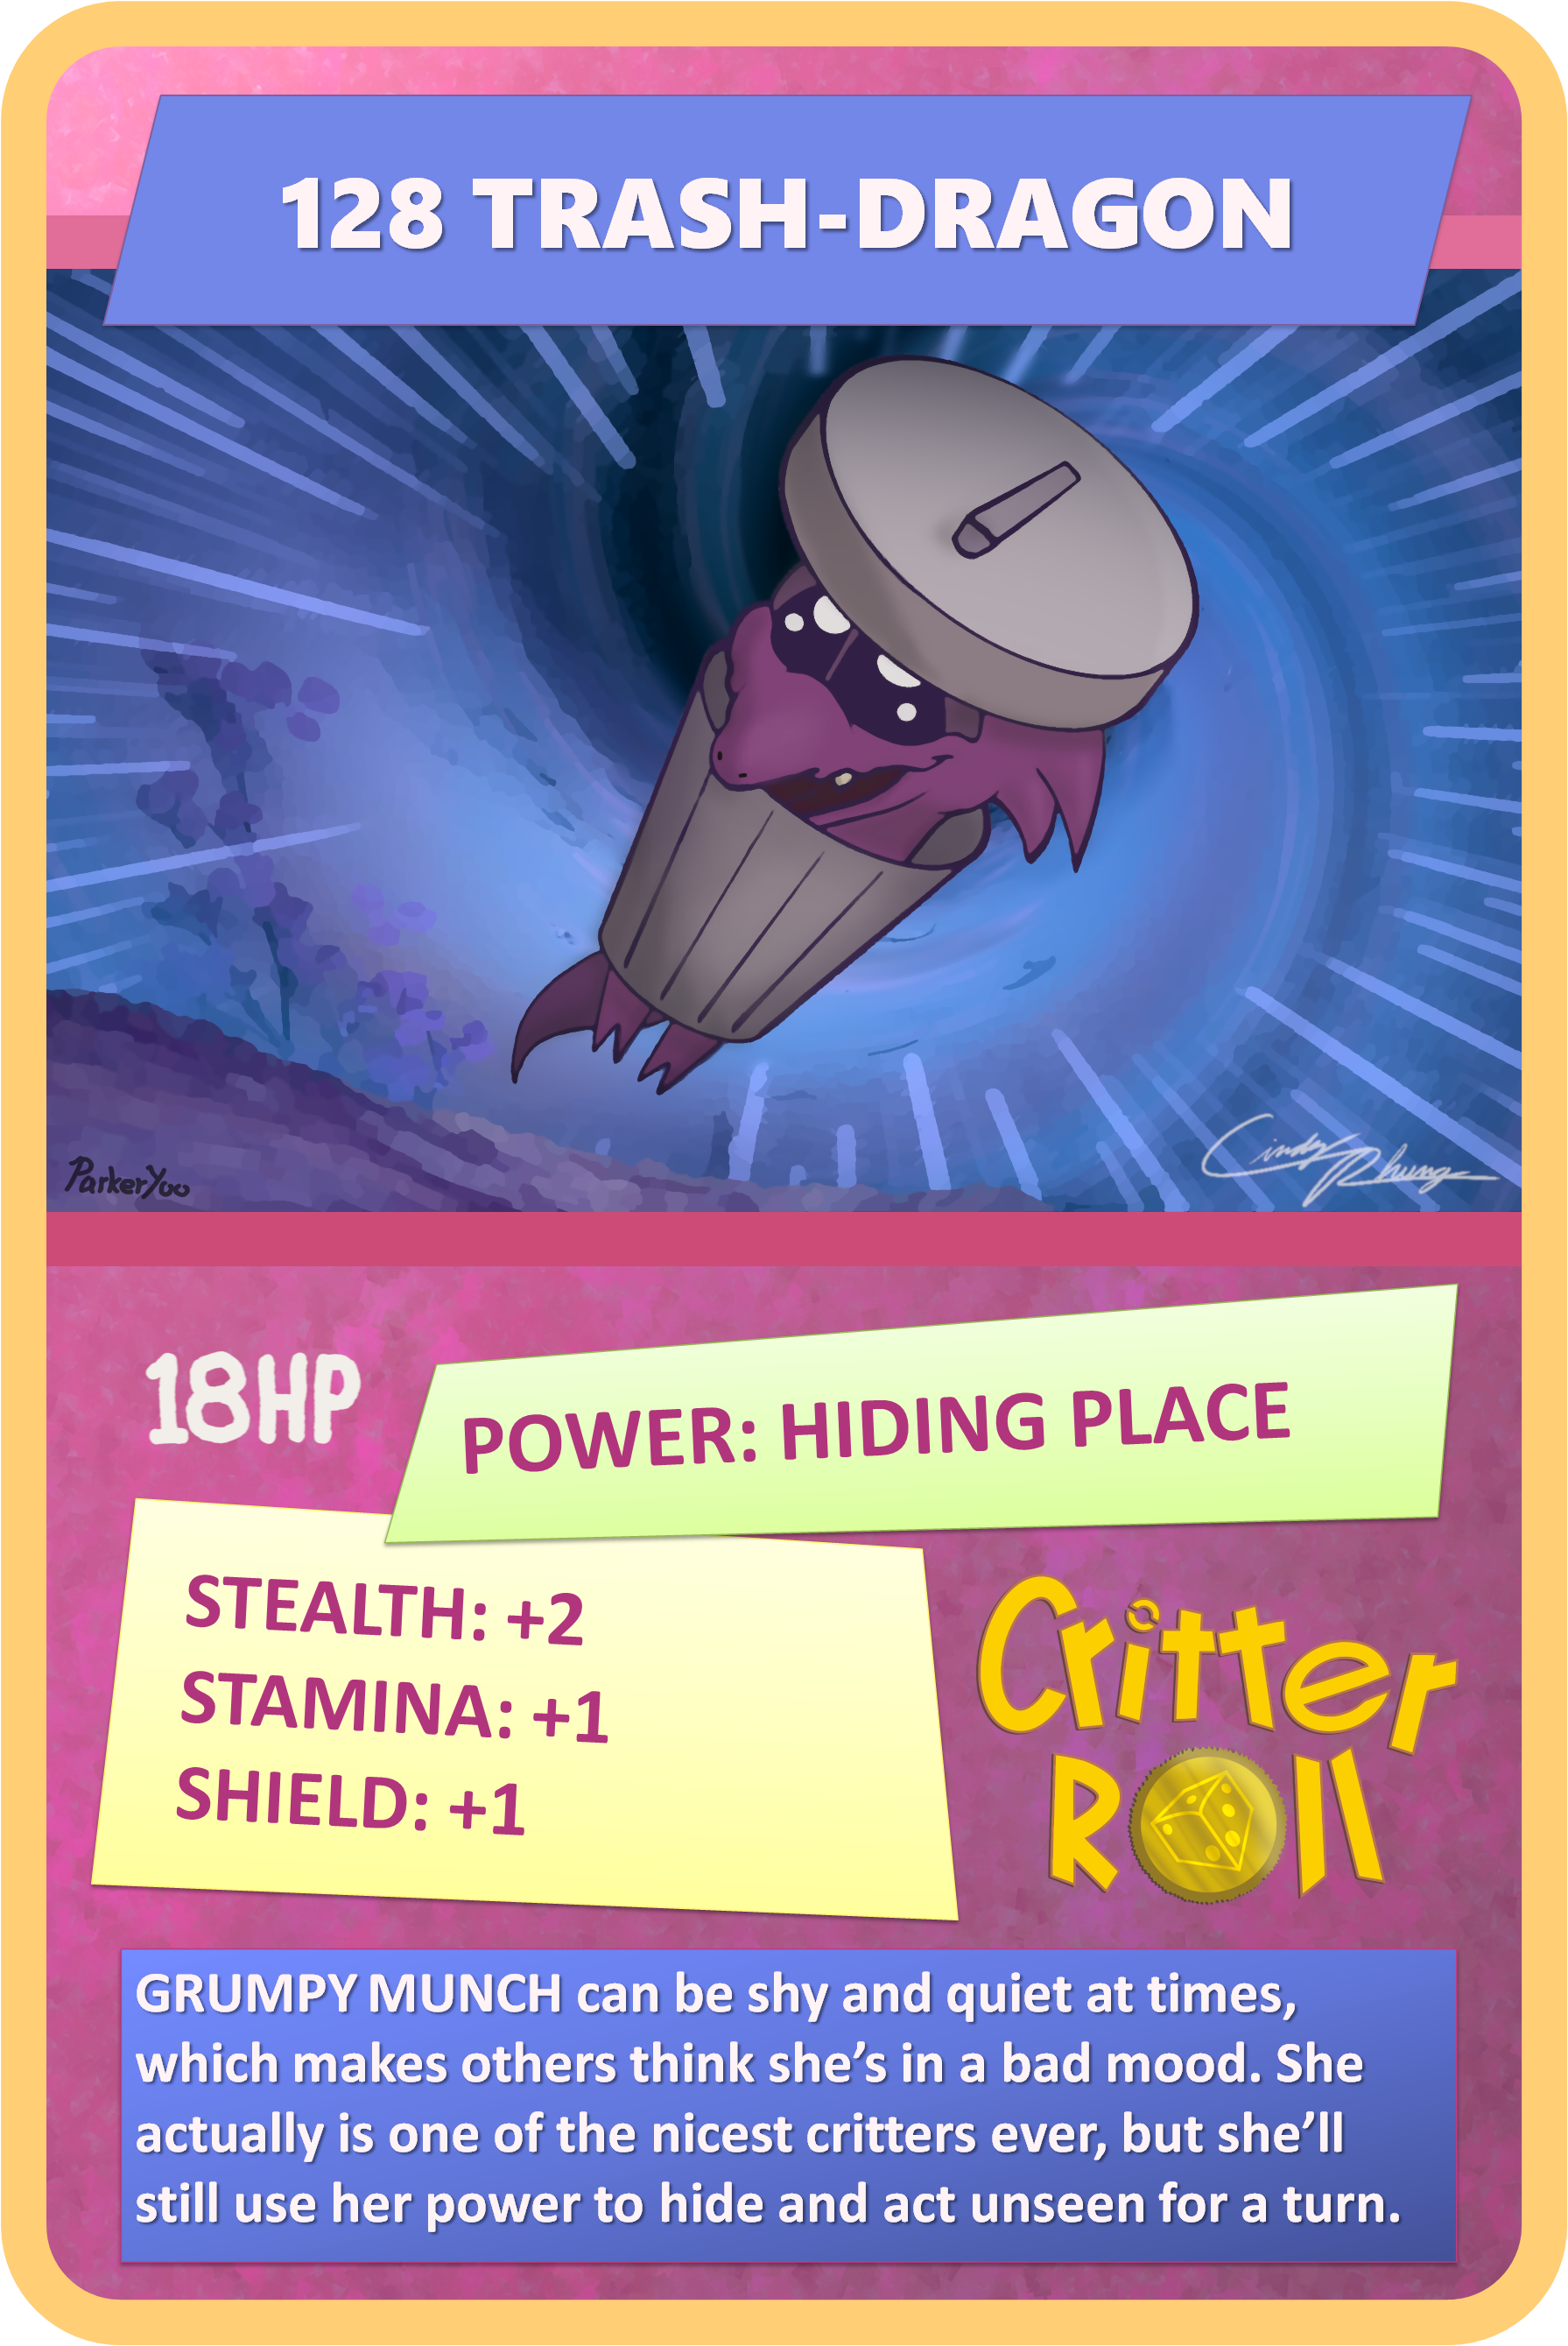 128 TRASH-DRAGON
ParkerYoo
Cindy Phung
18HP
POWER: HIDING PLACE
STEALTH: +2
STAMINA: +1
SHIELD: +1
Critter
Roll
GRUMPY MUNCH can be shy and quiet at times,
which makes others think she’s in a bad mood. She
actually is one of the nicest critters ever, but she’ll
still use her power to hide and act unseen for a turn.